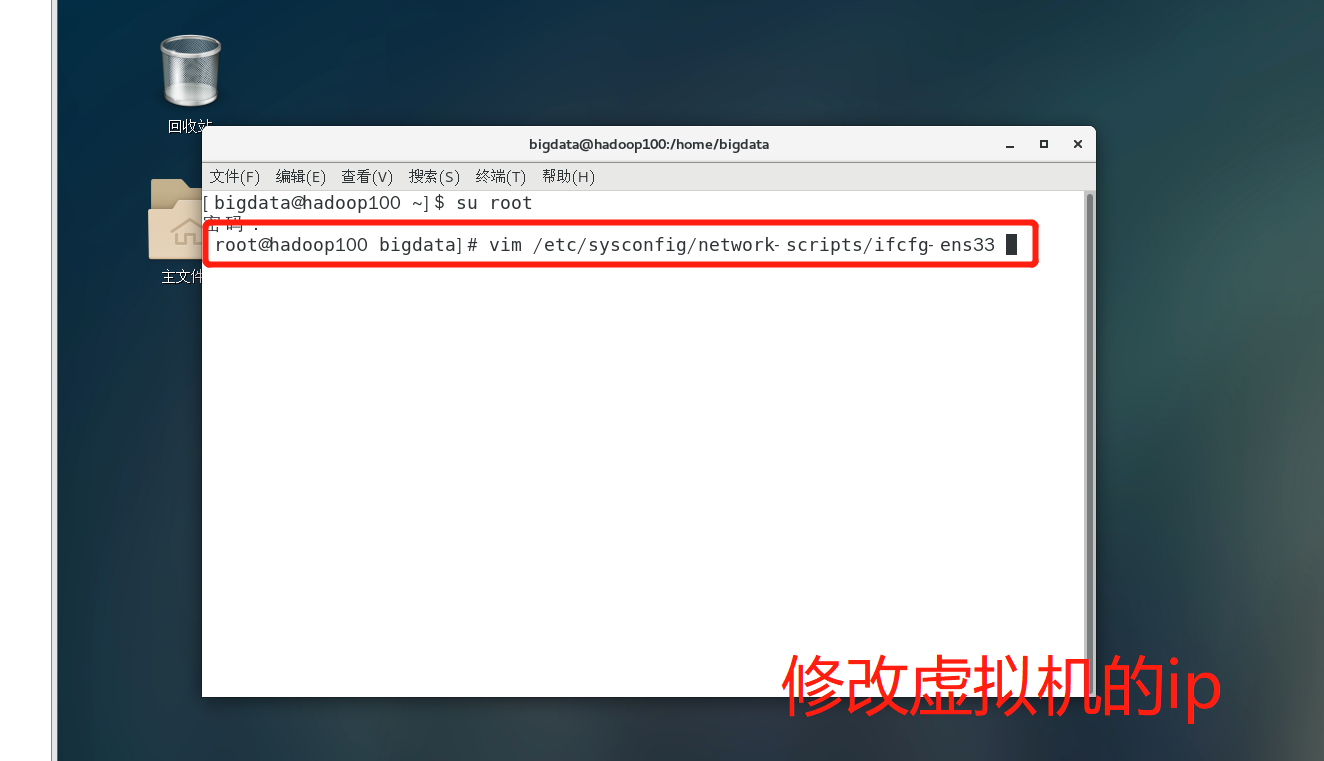 回收站
bigdata@hadoop100:/home/bigdata
文件(F) 编辑(E) 查看(V) 搜索(S) 终端(T) 帮助(H)
[bigdata@hadoop100 ~]$ su root
密码：
root@hadoop100 bigdata]# vim /etc/sysconfig/network-scripts/ifcfg-ens33
主文件
修改虚拟机的ip